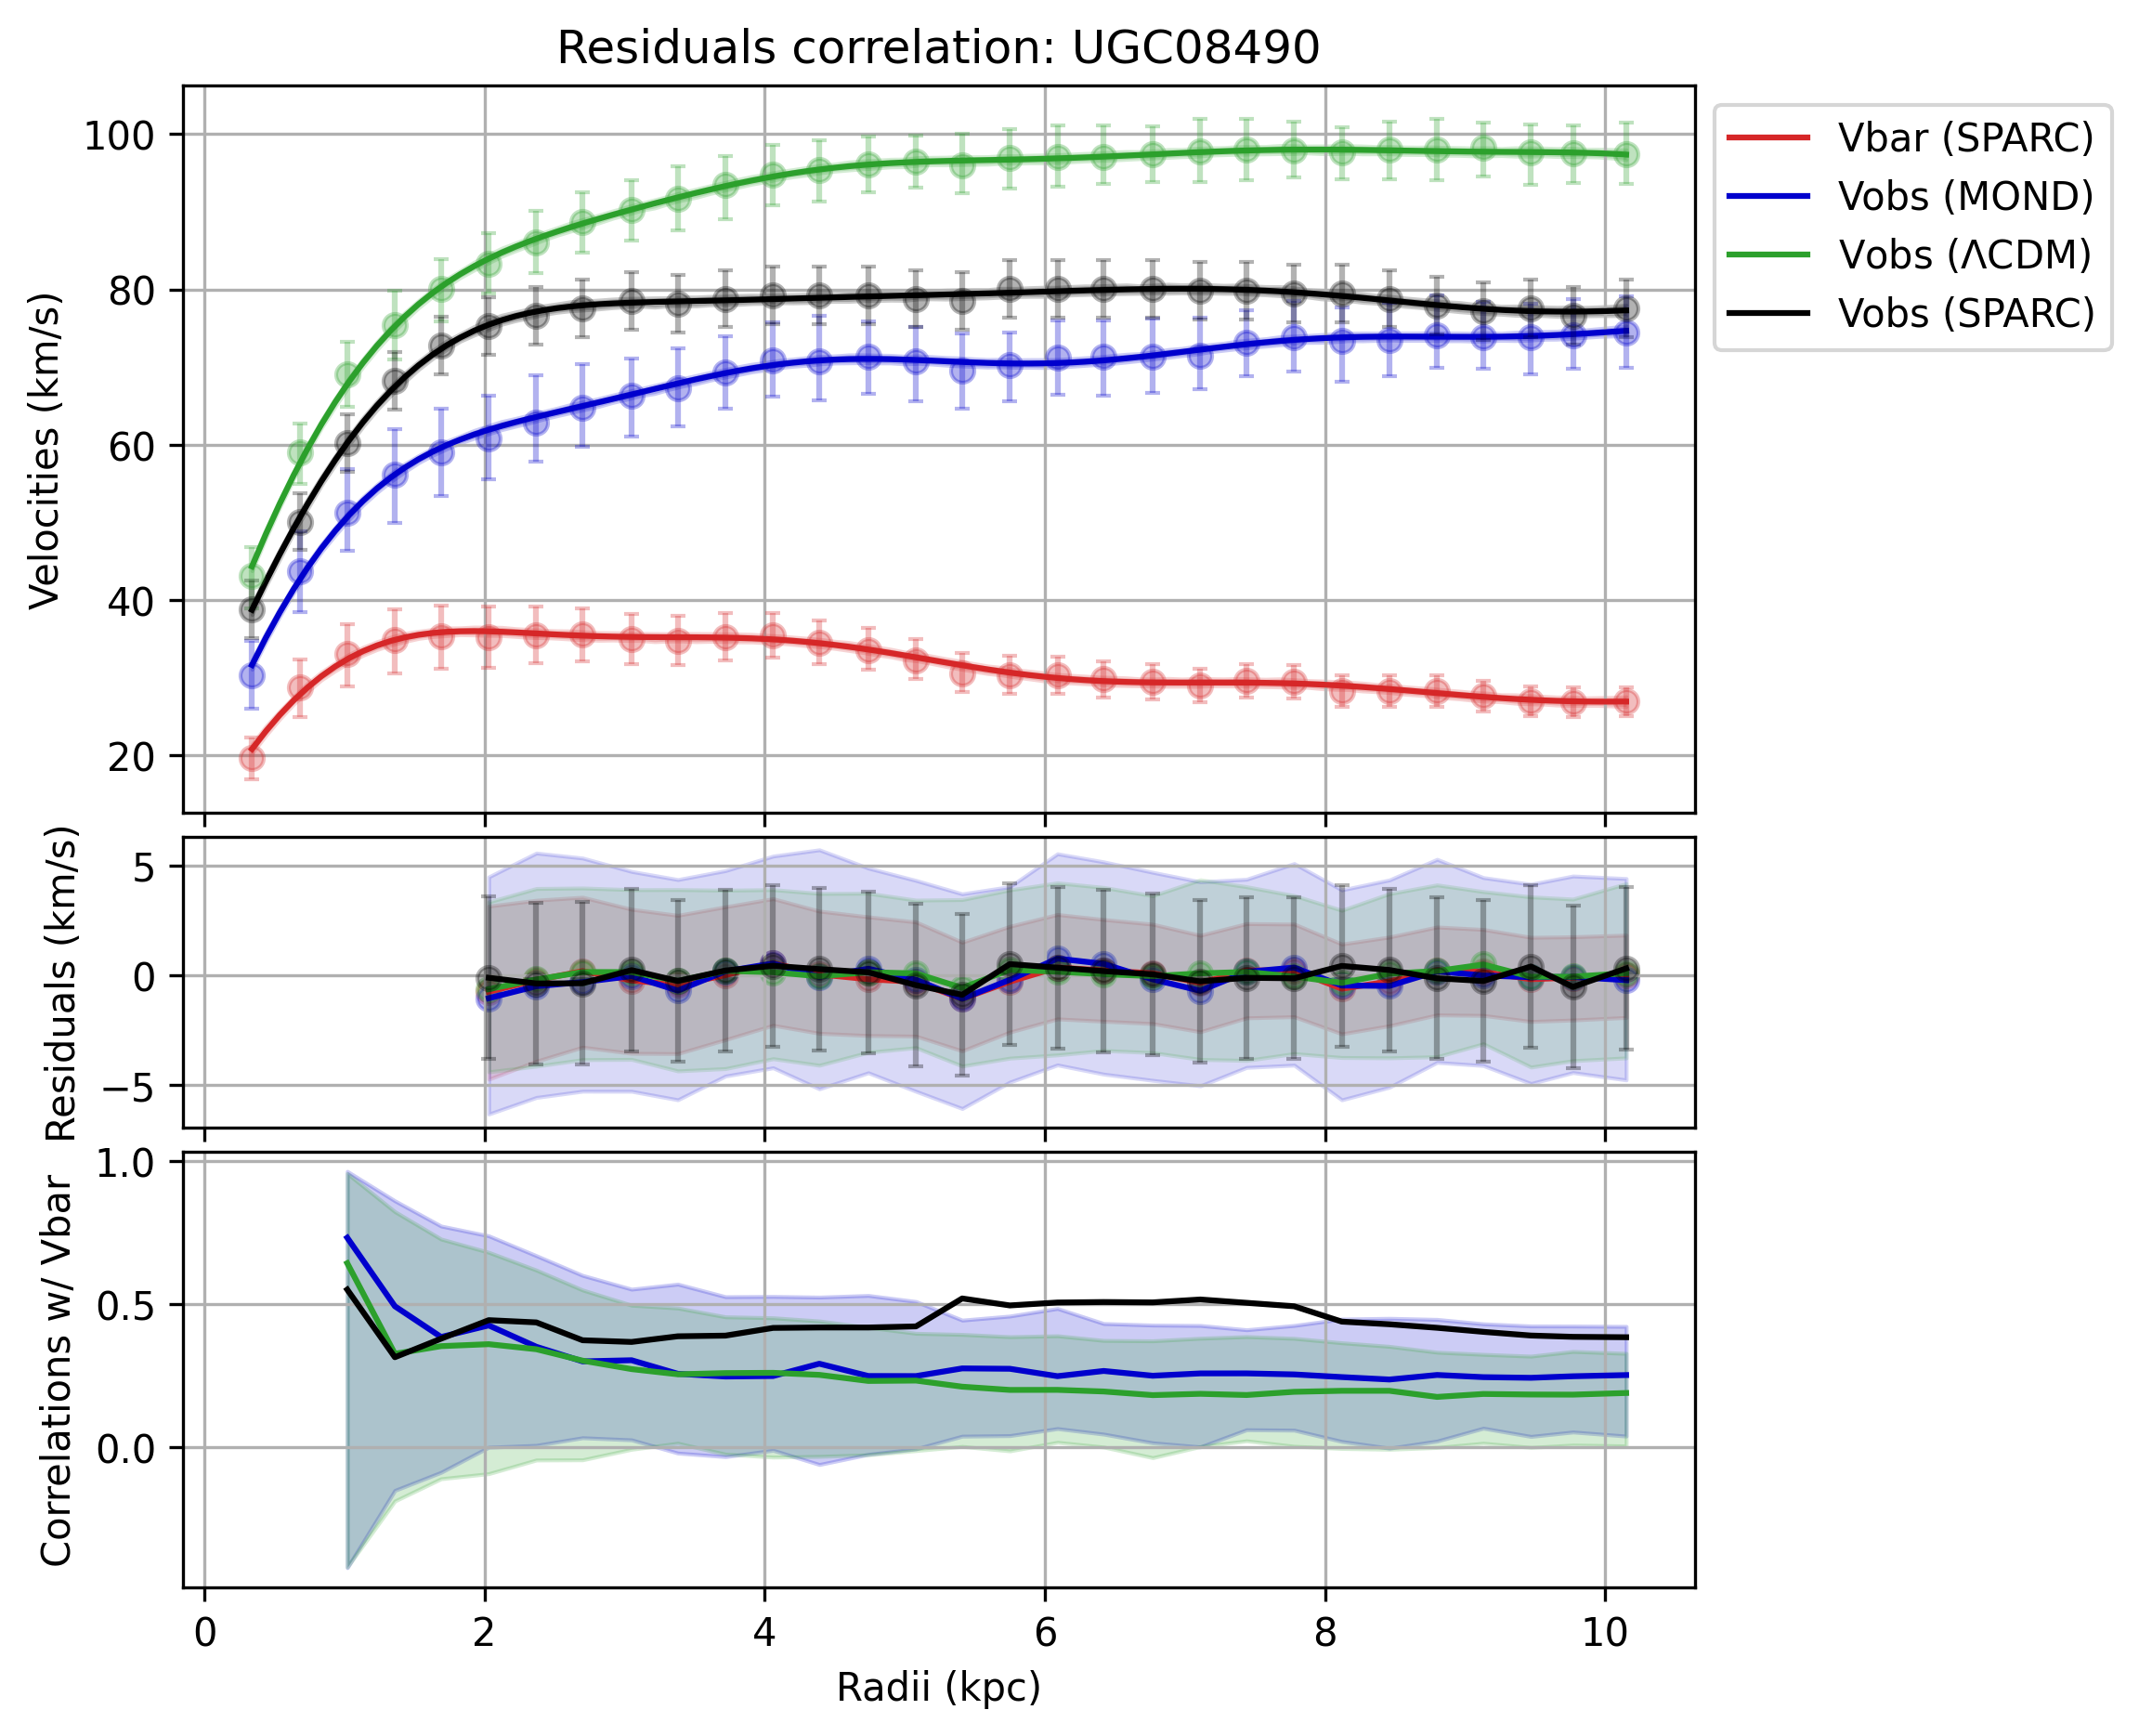 Residuals correlation: UGC08490
100
80
60
40
20
Velocities (km/s)
Vbar (SPARC)
Vobs (MOND)
Vobs (ΛCDM)
Vobs (SPARC)
5
0
−5
Residuals (km/s)
1.0
0.5
0.0
Correlations w/ Vbar
0 2 4 6 8 10
Radii (kpc)